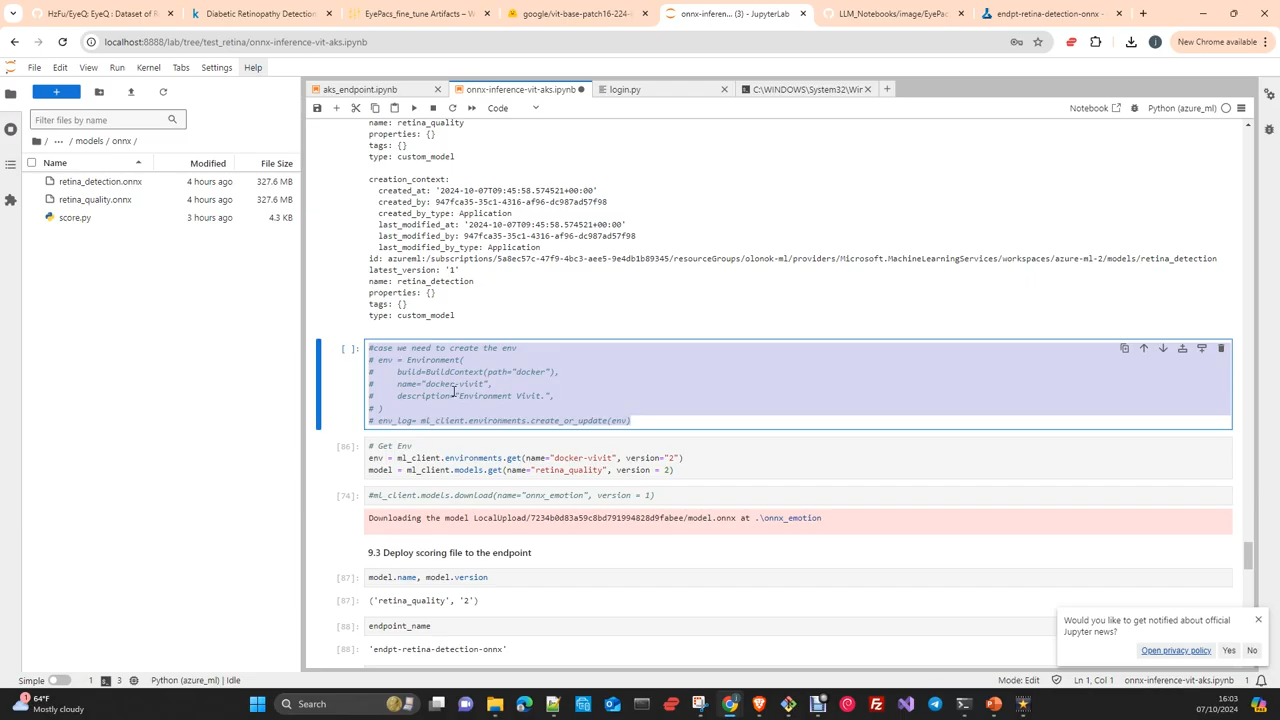 HzFu/EyeQ: EyeQ : Dataset of R
Diabetic Retinopathy Detection
EyePacs_fine_tune Artifacts – W
google/vit-base-patch16-224-i
onnx-inferen... (3) - JupyterLab
LLM_Notebooks/image/EyePac
endpt-retina-detection-onnx -
localhost:8888/lab/tree/test_retina/onnx-inference-vit-aks.ipynb
New Chrome available
File Edit View Run Kernel Tabs Settings Help
aks_endpoint.ipynb
onnx-inference-vit-aks.ipynb
login.py
C:\WINDOWS\System32\Wir
Filter files by name
Code
Notebook
Python (azure_ml)
/ ... / models / onnx /
Name Modified File Size
retina_detection.onnx 4 hours ago 327.6 MB
retina_quality.onnx 4 hours ago 327.6 MB
score.py 3 hours ago 4.3 KB
name: retina_quality
properties: {}
tags: {}
type: custom_model
creation_context:
created_at: '2024-10-07T09:45:58.574521+00:00'
created_by: 947fca35-35c1-4316-af96-dc987ad57f98
created_by_type: Application
last_modified_at: '2024-10-07T09:45:58.574521+00:00'
last_modified_by: 947fca35-35c1-4316-af96-dc987ad57f98
last_modified_by_type: Application
id: azureml:/subscriptions/5a8ec57c-47f9-4bc3-aee5-9e4db1b89345/resourceGroups/olonok-ml/providers/Microsoft.MachineLearningServices/workspaces/azure-ml-2/models/retina_detection
latest_version: '1'
name: retina_detection
properties: {}
tags: {}
type: custom_model
[ ]:
#case we need to create the env
# env = Environment(
#     build=BuildContext(path="docker"),
#     name="docker-vivit",
#     description="Environment Vivit.",
# )
# env_log= ml_client.environments.create_or_update(env)
[86]:
# Get Env
env = ml_client.environments.get(name="docker-vivit", version="2")
model = ml_client.models.get(name="retina_quality", version = 2)
[74]: #ml_client.models.download(name="onnx_emotion", version = 1)
Downloading the model LocalUpload/7234b0d83a59c8bd791994828d9fabee/model.onnx at .\onnx_emotion
9.3 Deploy scoring file to the endpoint
[87]: model.name, model.version
[87]: ('retina_quality', '2')
[88]: endpoint_name
[88]: 'endpt-retina-detection-onnx'
Would you like to get notified about official
Jupyter news?
Open privacy policy Yes No
Simple 1 3 Python (azure_ml) | Idle
Mode: Edit Ln 1, Col 1 onnx-inference-vit-aks.ipynb 1
64°F
Mostly cloudy
Search
16:03
07/10/2024